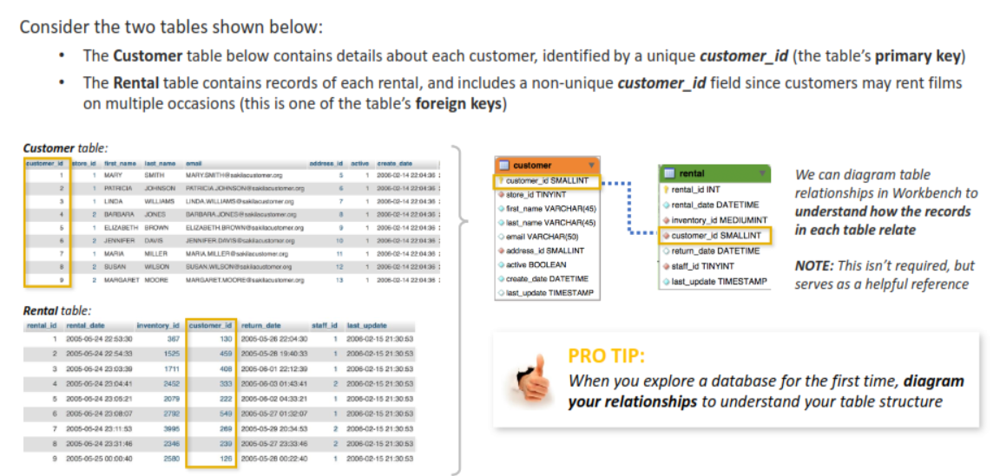 Consider the two tables shown below:
• The Customer table below contains details about each customer, identified by a unique customer_id (the table's primary key)
• The Rental table contains records of each rental, and includes a non-unique customer_id field since customers may rent films
on multiple occasions (this is one of the table's foreign keys)
Customer table:
customer_id store_id first_name last_name email address_id active create_date
1 1 MARY SMITH MARY.SMITH@sakilacustomer.org 5 1 2006-02-14 22:04:36
2 1 PATRICIA JOHNSON PATRICIA.JOHNSON@sakilacustomer.org 6 1 2006-02-14 22:04:36
3 1 LINDA WILLIAMS LINDA.WILLIAMS@sakilacustomer.org 7 1 2006-02-14 22:04:36
4 2 BARBARA JONES BARBARA.JONES@sakilacustomer.org 8 1 2006-02-14 22:04:36
5 1 ELIZABETH BROWN ELIZABETH.BROWN@sakilacustomer.org 9 1 2006-02-14 22:04:36
6 2 JENNIFER DAVIS JENNIFER.DAVIS@sakilacustomer.org 10 1 2006-02-14 22:04:36
7 1 MARIA MILLER MARIA.MILLER@sakilacustomer.org 11 1 2006-02-14 22:04:36
8 2 SUSAN WILSON SUSAN.WILSON@sakilacustomer.org 12 1 2006-02-14 22:04:36
9 2 MARGARET MOORE MARGARET.MOORE@sakilacustomer.org 13 1 2006-02-14 22:04:36
Rental table:
rental_id rental_date inventory_id customer_id return_date staff_id last_update
1 2005-05-24 22:53:30 367 130 2005-05-26 22:04:30 1 2006-02-15 21:30:53
2 2005-05-24 22:54:33 1525 459 2005-05-28 19:40:33 1 2006-02-15 21:30:53
3 2005-05-24 23:03:39 1711 408 2005-06-01 22:12:39 1 2006-02-15 21:30:53
4 2005-05-24 23:04:41 2452 333 2005-06-03 01:43:41 2 2006-02-15 21:30:53
5 2005-05-24 23:05:21 2079 222 2005-06-02 04:33:21 1 2006-02-15 21:30:53
6 2005-05-24 23:08:07 2792 549 2005-05-27 01:32:07 1 2006-02-15 21:30:53
7 2005-05-24 23:11:53 3995 269 2005-05-29 20:34:53 2 2006-02-15 21:30:53
8 2005-05-24 23:31:46 2346 239 2005-05-27 23:33:46 2 2006-02-15 21:30:53
9 2005-05-25 00:00:40 2580 126 2005-05-28 00:22:40 1 2006-02-15 21:30:53
customer
customer_id SMALLINT
store_id TINYINT
first_name VARCHAR(45)
last_name VARCHAR(45)
email VARCHAR(50)
address_id SMALLINT
active BOOLEAN
create_date DATETIME
last_update TIMESTAMP
rental
rental_id INT
rental_date DATETIME
inventory_id MEDIUMINT
customer_id SMALLINT
return_date DATETIME
staff_id TINYINT
last_update TIMESTAMP
We can diagram table
relationships in Workbench to
understand how the records
in each table relate
NOTE: This isn't required, but
serves as a helpful reference
PRO TIP:
When you explore a database for the first time, diagram
your relationships to understand your table structure